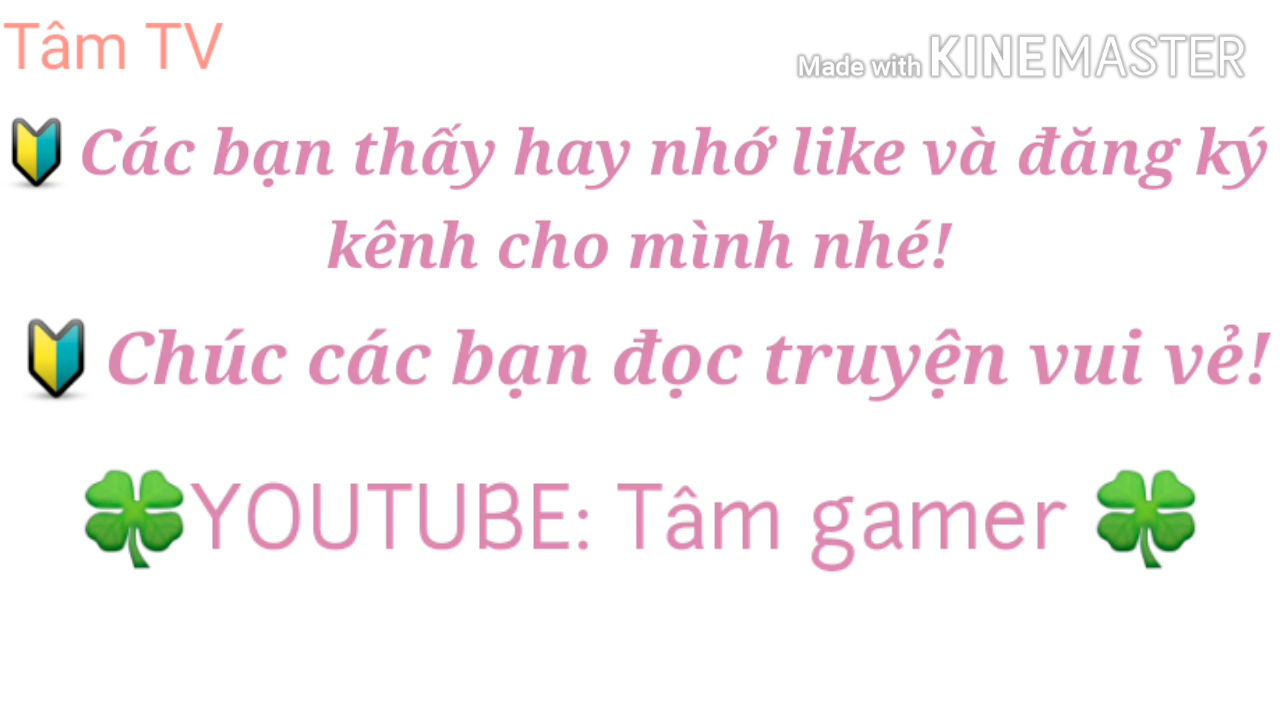 Tâm TV
Made with KINEMASTER
🔰Các bạn thấy hay nhớ like và đăng ký
kênh cho mình nhé!
🔰Chúc các bạn đọc truyện vui vẻ!
🍀YOUTUBE: Tâm gamer 🍀